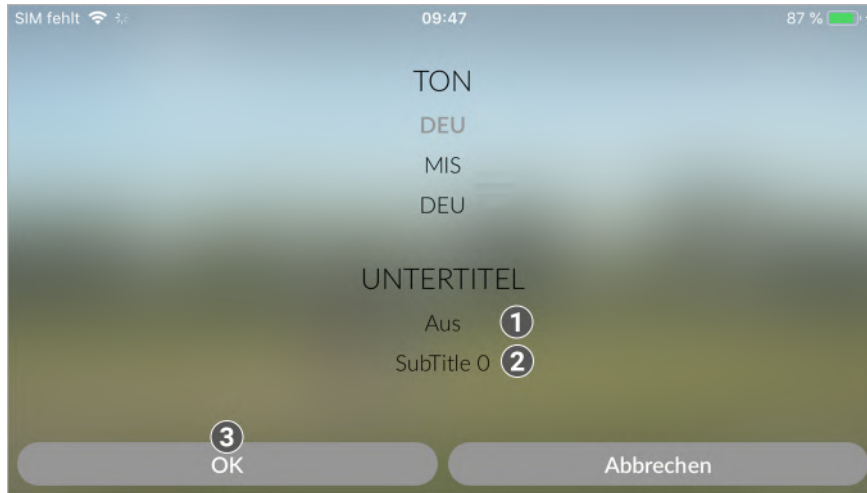 SIM fehlt 09:47 87 %
TON
DEU
MIS
DEU
UNTERTITEL
Aus 1
SubTitle 0 2
3
OK Abbrechen